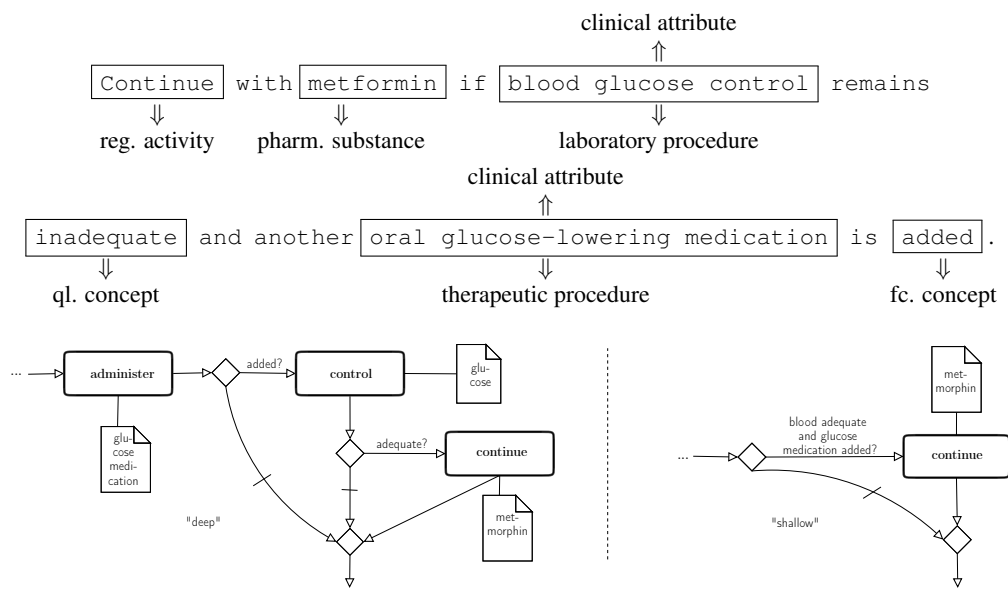 clinical attribute
Continue with metformin if blood glucose control remains
reg. activity pharm. substance laboratory procedure
clinical attribute
inadequate and another oral glucose-lowering medication is added.
ql. concept therapeutic procedure fc. concept
... administer added? control glu-
cose
glu-
cose
medi-
cation
adequate? continue
"deep"
met-
morphin
met-
morphin
blood adequate
and glucose
medication added?
... continue
"shallow"